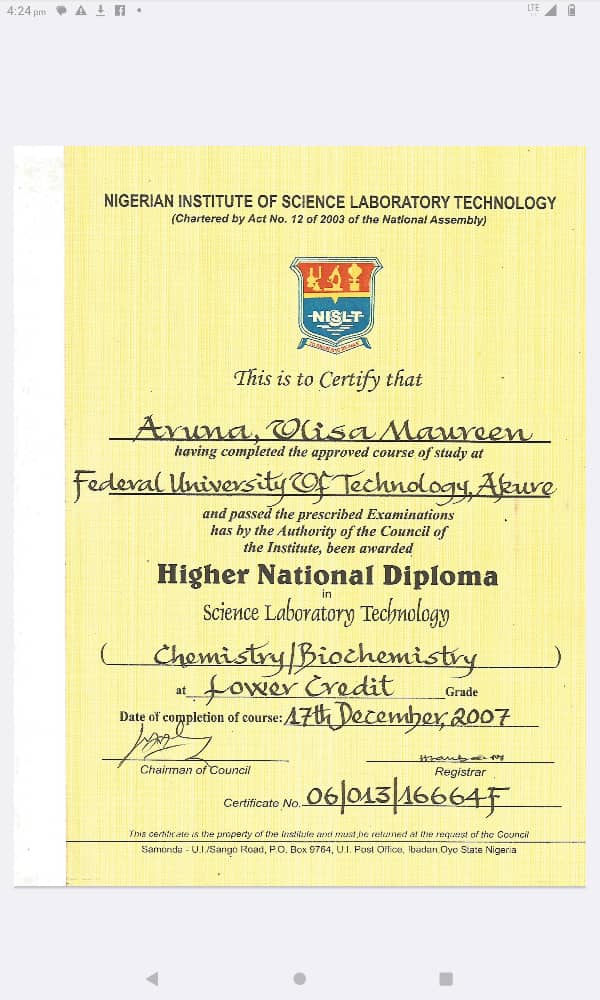 4:24 pm
LTE
NIGERIAN INSTITUTE OF SCIENCE LABORATORY TECHNOLOGY
(Chartered by Act No. 12 of 2003 of the National Assembly)
NISLT
This is to Certify that
Aruna, Olisa Maureen
having completed the approved course of study at
Federal University Of Technology, Akure
and passed the prescribed Examinations
has by the Authority of the Council of
the Institute, been awarded
Higher National Diploma
in
Science Laboratory Technology
( Chemistry/Biochemistry )
at Lower Credit Grade
Date of completion of course: 17th December, 2007
Chairman of Council
Registrar
Certificate No. 06/013/16664F
This certificate is the property of the Institute and must be returned at the request of the Council
Samonda - U.I./Sango Road, P.O. Box 9764, U.I. Post Office, Ibadan Oyo State Nigeria